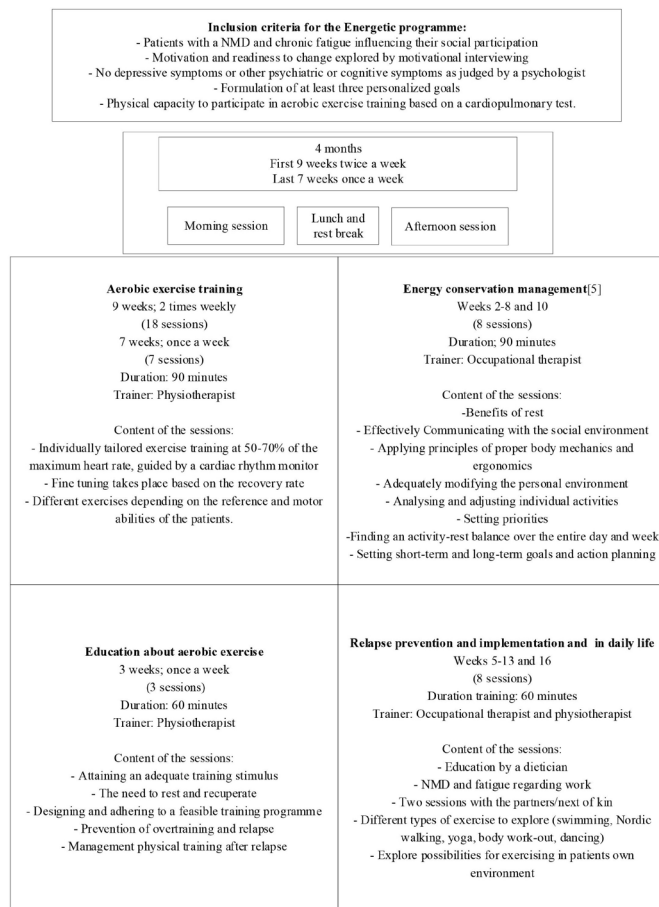 Inclusion criteria for the Energetic programme:
- Patients with a NMD and chronic fatigue influencing their social participation
- Motivation and readiness to change explored by motivational interviewing
- No depressive symptoms or other psychiatric or cognitive symptoms as judged by a psychologist
- Formulation of at least three personalized goals
- Physical capacity to participate in aerobic exercise training based on a cardiopulmonary test.
4 months
First 9 weeks twice a week
Last 7 weeks once a week
Morning session
Lunch and
rest break
Afternoon session
Aerobic exercise training
9 weeks; 2 times weekly
(18 sessions)
7 weeks; once a week
(7 sessions)
Duration: 90 minutes
Trainer: Physiotherapist
Content of the sessions:
- Individually tailored exercise training at 50-70% of the
maximum heart rate, guided by a cardiac rhythm monitor
- Fine tuning takes place based on the recovery rate
- Different exercises depending on the reference and motor
abilities of the patients.
Energy conservation management[5]
Weeks 2-8 and 10
(8 sessions)
Duration; 90 minutes
Trainer: Occupational therapist
Content of the sessions:
-Benefits of rest
- Effectively Communicating with the social environment
- Applying principles of proper body mechanics and
ergonomics
- Adequately modifying the personal environment
- Analysing and adjusting individual activities
- Setting priorities
-Finding an activity-rest balance over the entire day and week
- Setting short-term and long-term goals and action planning
Education about aerobic exercise
3 weeks; once a week
(3 sessions)
Duration: 60 minutes
Trainer: Physiotherapist
Content of the sessions:
- Attaining an adequate training stimulus
- The need to rest and recuperate
- Designing and adhering to a feasible training programme
- Prevention of overtraining and relapse
- Management physical training after relapse
Relapse prevention and implementation and  in daily life
Weeks 5-13 and 16
(8 sessions)
Duration training: 60 minutes
Trainer: Occupational therapist and physiotherapist
Content of the sessions:
- Education by a dietician
- NMD and fatigue regarding work
- Two sessions with the partners/next of kin
- Different types of exercise to explore (swimming, Nordic
walking, yoga, body work-out, dancing)
- Explore possibilities for exercising in patients own
environment